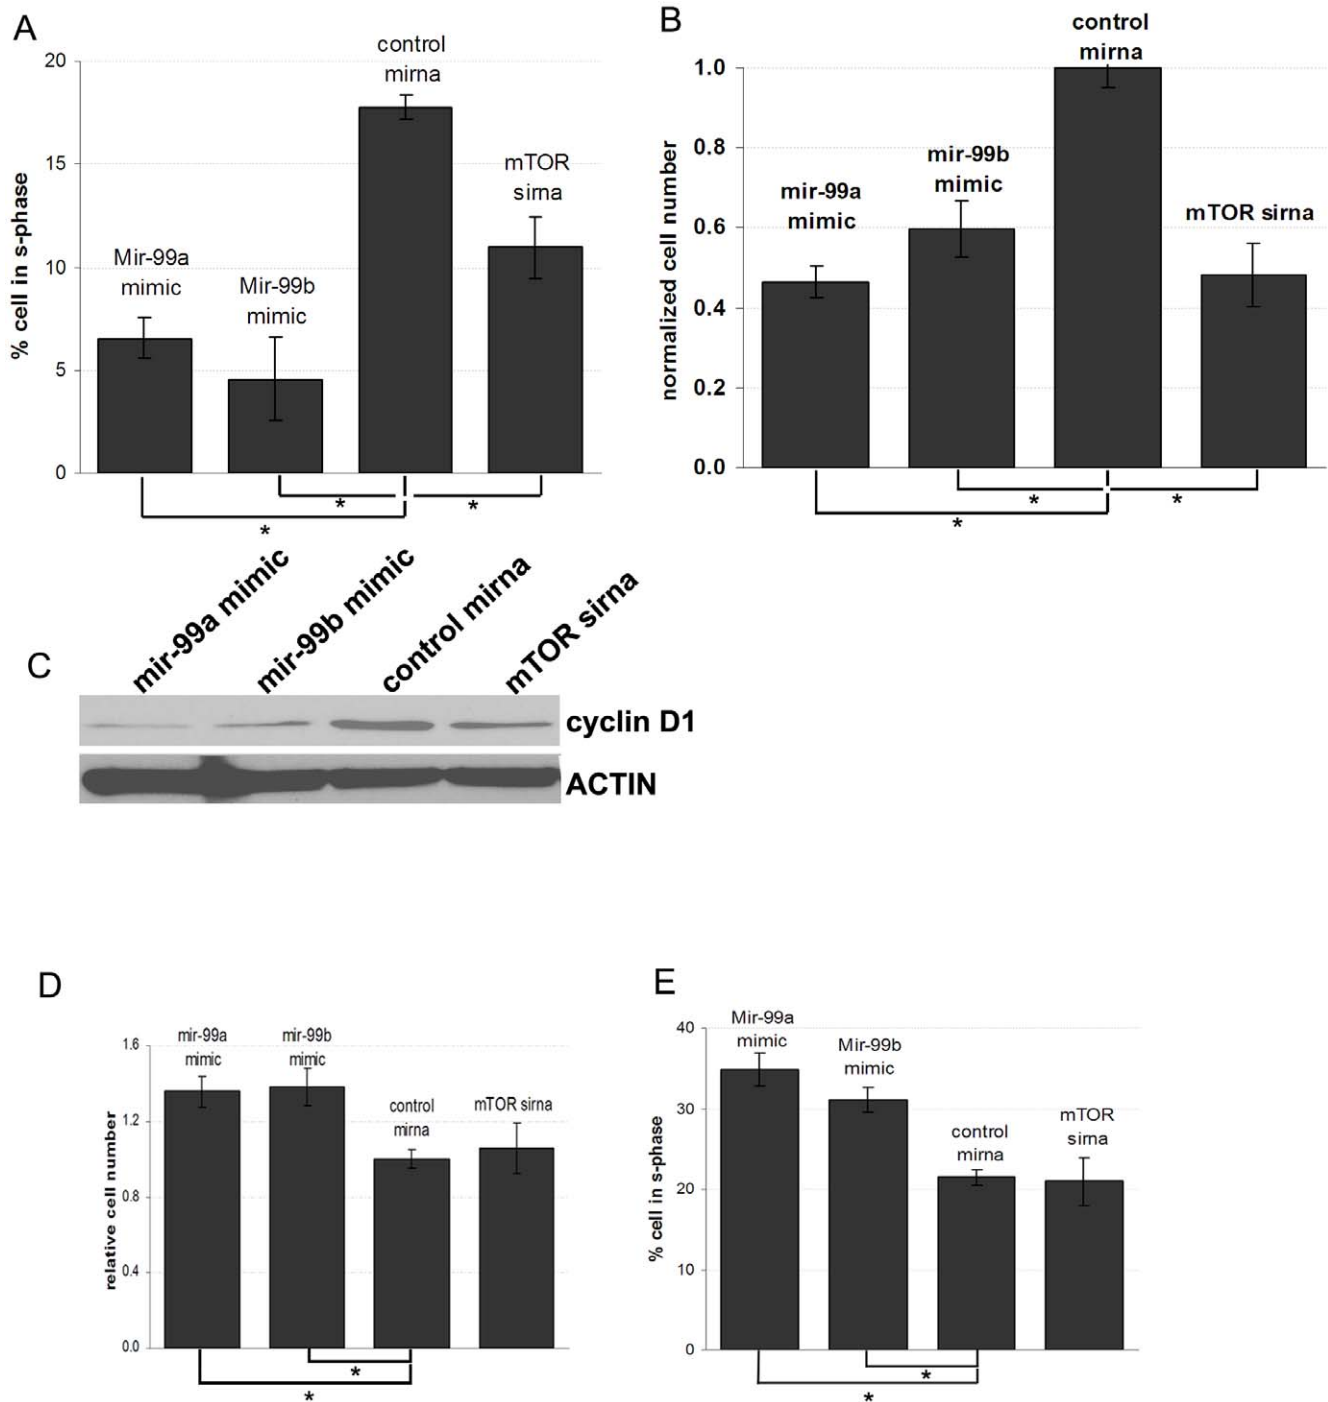 A
% cell in s-phase
20
15
10
5
0
Mir-99a
mimic
Mir-99b
mimic
control
mirna
mTOR
sirna
*
*
*
B
normalized cell number
1.0
0.8
0.6
0.4
0.2
0.0
mir-99a
mimic
mir-99b
mimic
control
mirna
mTOR sirna
*
*
*
C
mir-99a mimic
mir-99b mimic
control mirna
mTOR sirna
cyclin D1
ACTIN
D
relative cell number
1.6
1.2
0.8
0.4
0.0
mir-99a
mimic
mir-99b
mimic
control
mirna
mTOR sirna
*
*
E
% cell in s-phase
40
30
20
10
0
Mir-99a
mimic
Mir-99b
mimic
control
mirna
mTOR
sirna
*
*